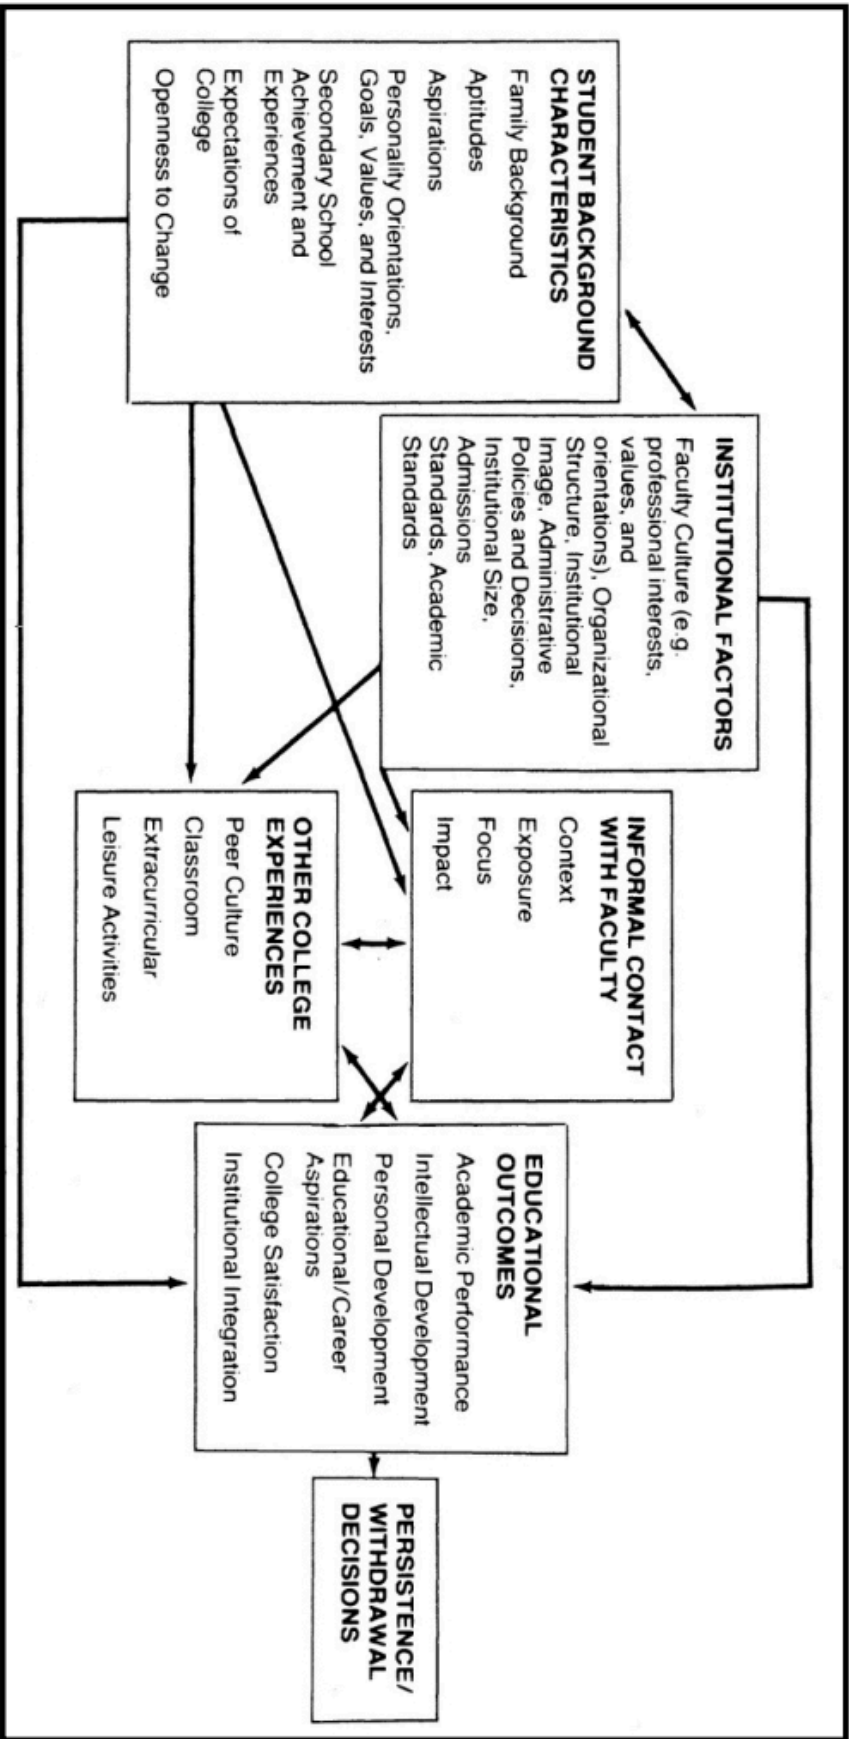 STUDENT BACKGROUND
CHARACTERISTICS
Family Background
Aptitudes
Aspirations
Personality Orientations,
Goals, Values, and Interests
Secondary School
Achievement and
Experiences
Expectations of
College
Openness to Change
INSTITUTIONAL FACTORS
Faculty Culture (e.g.
professional interests,
values, and
orientations), Organizational
Structure, Institutional
Image, Administrative
Policies and Decisions,
Institutional Size,
Admissions
Standards, Academic
Standards
INFORMAL CONTACT
WITH FACULTY
Context
Exposure
Focus
Impact
OTHER COLLEGE
EXPERIENCES
Peer Culture
Classroom
Extracurricular
Leisure Activities
EDUCATIONAL
OUTCOMES
Academic Performance
Intellectual Development
Personal Development
Educational/Career
Aspirations
College Satisfaction
Institutional Integration
PERSISTENCE/
WITHDRAWAL
DECISIONS